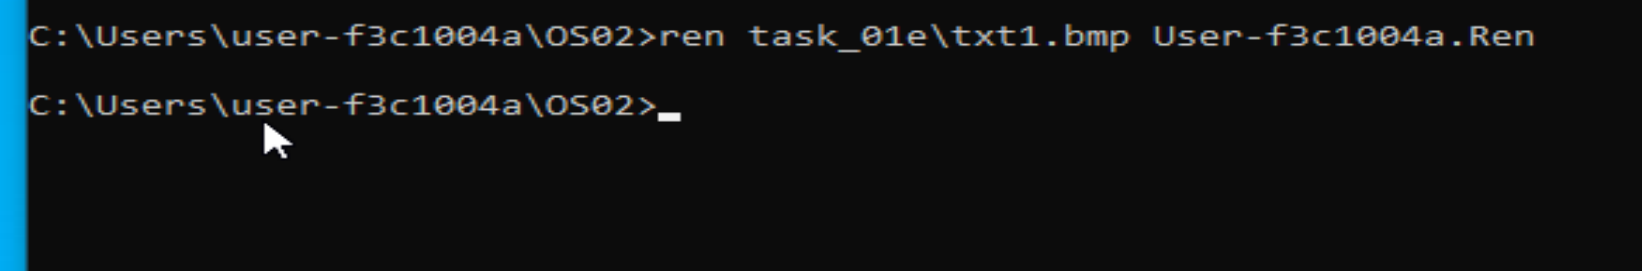 C:\Users\user-f3c1004a\OS02>ren task_01e\txt1.bmp User-f3c1004a.Ren
C:\Users\user-f3c1004a\OS02>